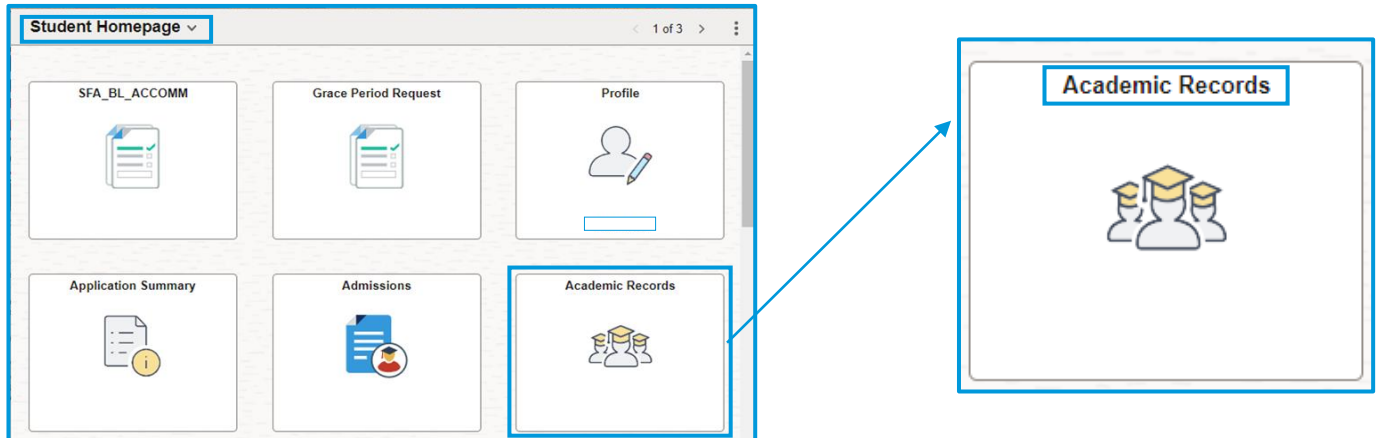 Student Homepage
1 of 3
SFA_BL_ACCOMM
Grace Period Request
Profile
Application Summary
Admissions
Academic Records
Academic Records